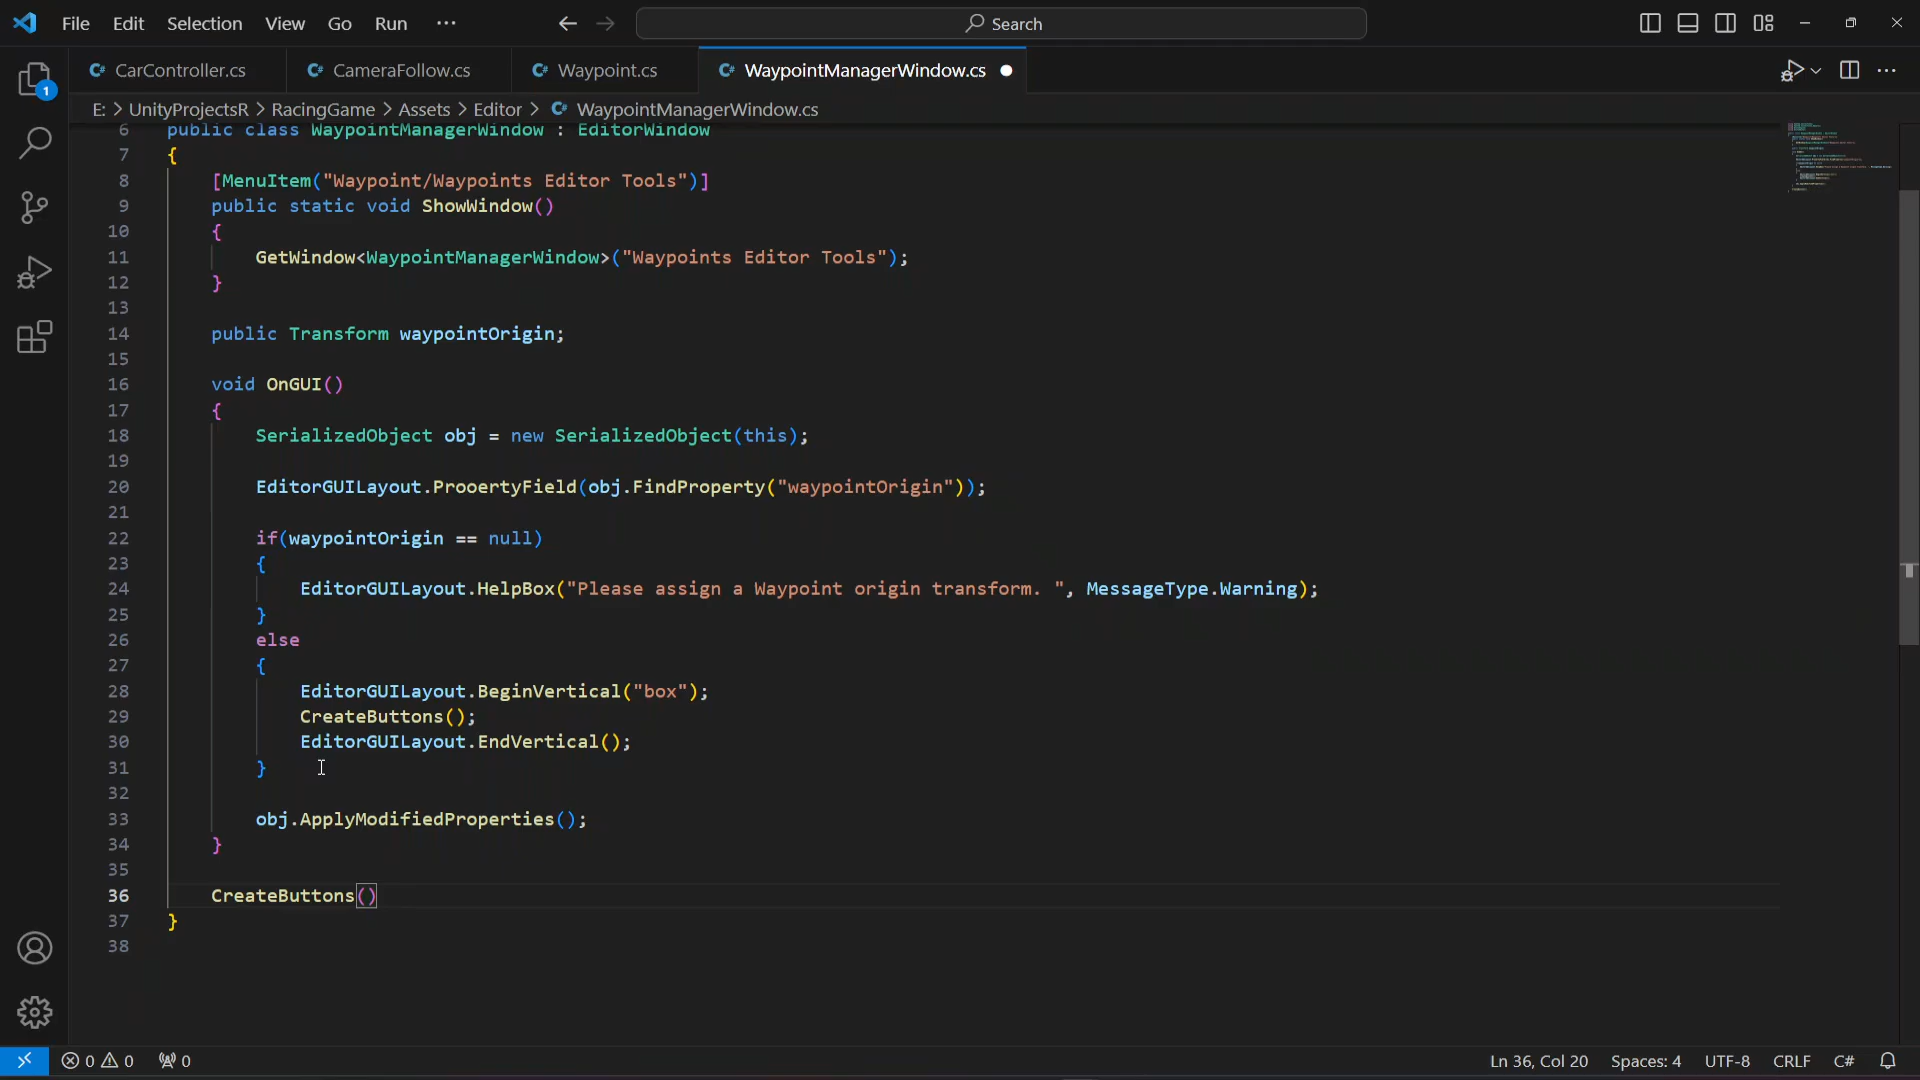 File Edit Selection View Go Run ··· Search
CarController.cs CameraFollow.cs Waypoint.cs WaypointManagerWindow.cs
E: > UnityProjectsR > RacingGame > Assets > Editor > WaypointManagerWindow.cs
1
6 public class WaypointManagerWindow : EditorWindow
7 {
8 [MenuItem("Waypoint/Waypoints Editor Tools")]
9 public static void ShowWindow()
10 {
11 GetWindow<WaypointManagerWindow>("Waypoints Editor Tools");
12 }
13
14 public Transform waypointOrigin;
15
16 void OnGUI()
17 {
18 SerializedObject obj = new SerializedObject(this);
19
20 EditorGUILayout.ProoertyField(obj.FindProperty("waypointOrigin"));
21
22 if(waypointOrigin == null)
23 {
24 EditorGUILayout.HelpBox("Please assign a Waypoint origin transform. ", MessageType.Warning);
25 }
26 else
27 {
28 EditorGUILayout.BeginVertical("box");
29 CreateButtons();
30 EditorGUILayout.EndVertical();
31 }
32
33 obj.ApplyModifiedProperties();
34 }
35
36 CreateButtons()
37 }
38
0 0 0 Ln 36, Col 20 Spaces: 4 UTF-8 CRLF C#